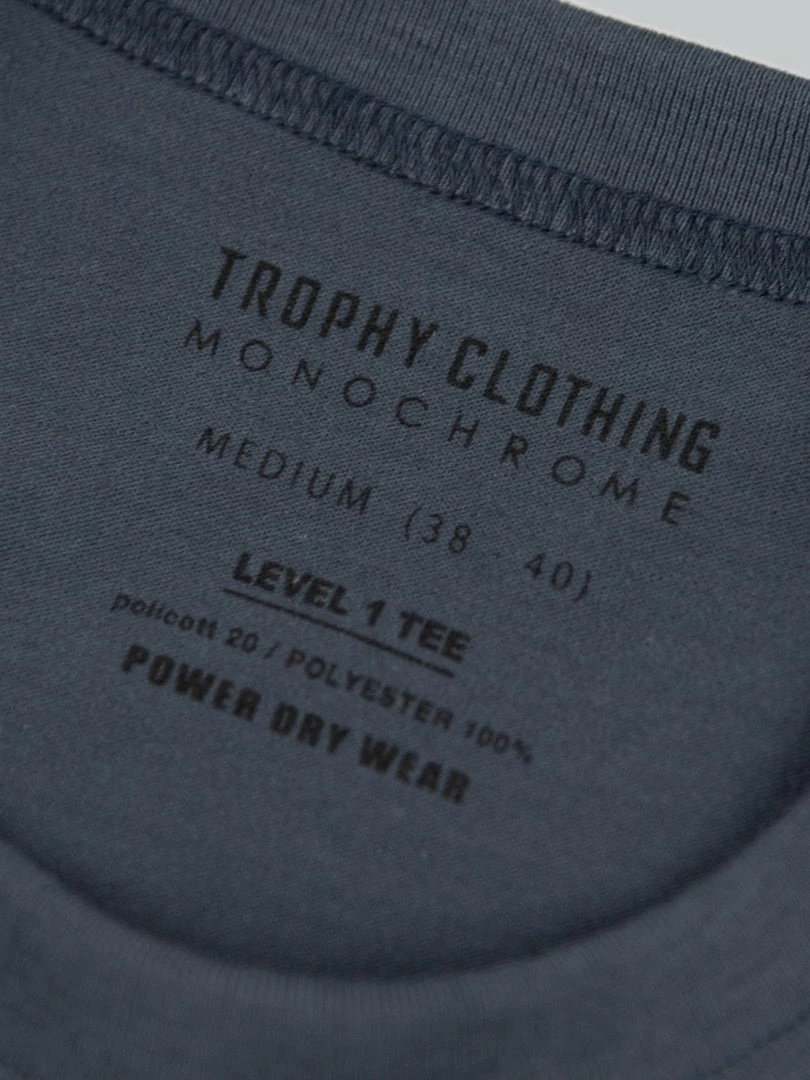 TROPHY CLOTHING
MONOCHROME
MEDIUM (38 - 40)
LEVEL 1 TEE
policott 20 / POLYESTER 100%
POWER DRY WEAR